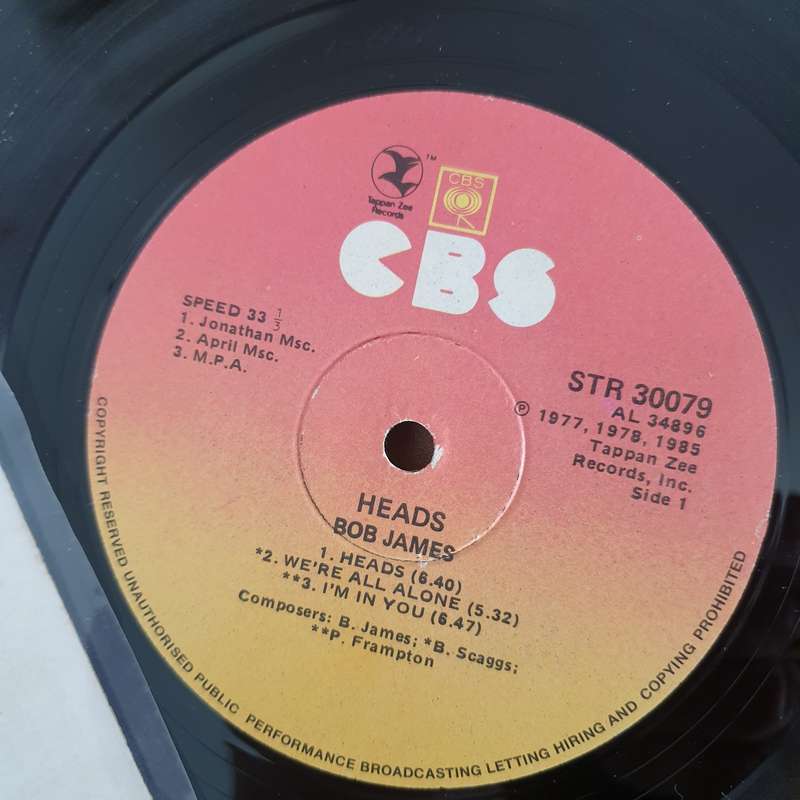 TM
Tappan Zee
Records
CBS
CBS
SPEED 33 1/3
1. Jonathan Msc.
2. April Msc.
3. M.P.A.
STR 30079
AL 34896
Ⓟ 1977, 1978, 1985
Tappan Zee
Records, Inc.
Side 1
HEADS
BOB JAMES
1. HEADS (6.40)
*2. WE'RE ALL ALONE (5.32)
**3. I'M IN YOU (6.47)
Composers: B. James; *B. Scaggs;
**P. Frampton
COPYRIGHT RESERVED UNAUTHORISED PUBLIC PERFORMANCE BROADCASTING LETTING HIRING AND COPYING PROHIBITED